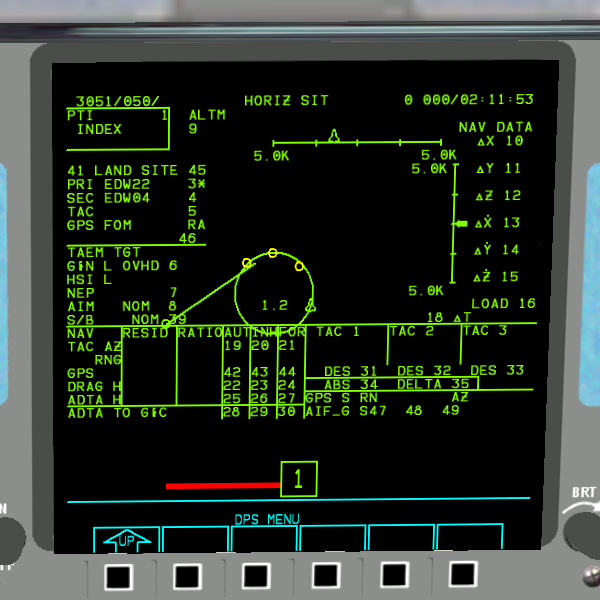 3051/050/ HORIZ SIT 0 000/02:11:53
PTI 1 ALTM NAV DATA
INDEX 9 ΔX 10
5.0K 5.0K
5.0K ΔY 11
41 LAND SITE 45
PRI EDW22 3* ΔZ 12
SEC EDW04 4
TAC 5 ΔẊ 13
GPS FOM RA
46 ΔẎ 14
TAEM TGT
G&N L OVHD 6 ΔŻ 15
HSI L
NEP 7 5.0K
AIM NOM 8 1.2 LOAD 16
S/B NOM 39 18 ΔT
NAV RESID RATIO AUT INH FOR TAC 1 TAC 2 TAC 3
TAC AZ 19 20 21
RNG
GPS 42 43 44 DES 31 DES 32 DES 33
DRAG H 22 23 24 ABS 34 DELTA 35
ADTA H 25 26 27 GPS S RN AZ
ADTA TO G&C 28 29 30 AIF_G S47 48 49
1
DPS MENU
UP
BRT